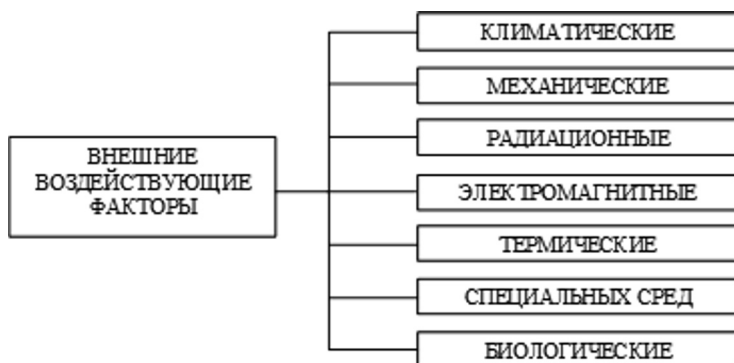 ВНЕШНИЕ
ВОЗДЕЙСТВУЮЩИЕ
ФАКТОРЫ
КЛИМАТИЧЕСКИЕ
МЕХАНИЧЕСКИЕ
РАДИАЦИОННЫЕ
ЭЛЕКТРОМАГНИТНЫЕ
ТЕРМИЧЕСКИЕ
СПЕЦИАЛЬНЫХ СРЕД
БИОЛОГИЧЕСКИЕ